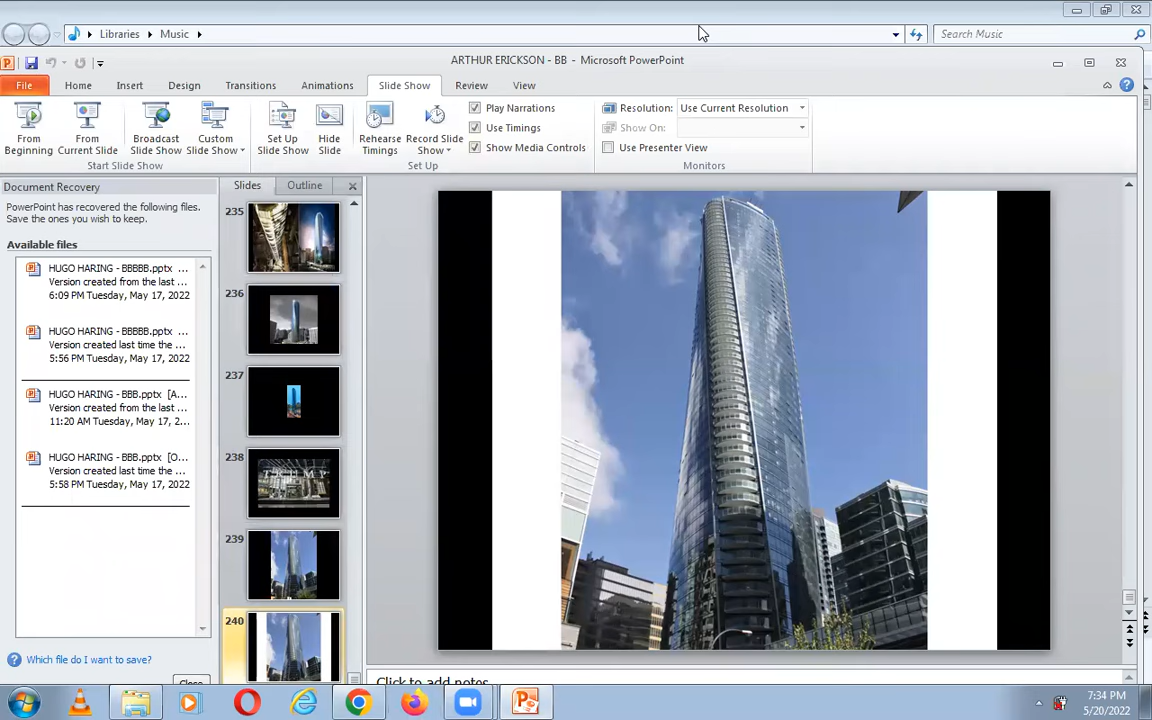 Libraries
Music
Search Music
ARTHUR ERICKSON - BB - Microsoft PowerPoint
File
Home
Insert
Design
Transitions
Animations
Slide Show
Review
View
From Beginning
From Current Slide
Broadcast Slide Show
Custom Slide Show
Start Slide Show
Set Up Slide Show
Hide Slide
Rehearse Timings
Record Slide Show
Play Narrations
Use Timings
Show Media Controls
Set Up
Resolution:
Use Current Resolution
Show On:
Use Presenter View
Monitors
Document Recovery
PowerPoint has recovered the following files.
Save the ones you wish to keep.
Available files
HUGO HARING - BBBBB.pptx ...
Version created from the last ...
6:09 PM Tuesday, May 17, 2022
HUGO HARING - BBBBB.pptx ...
Version created last time the ...
5:56 PM Tuesday, May 17, 2022
HUGO HARING - BBB.pptx [A...
Version created from the last ...
11:20 AM Tuesday, May 17, 2...
HUGO HARING - BBB.pptx [O...
Version created last time the ...
5:58 PM Tuesday, May 17, 2022
Which file do I want to save?
Close
Slides
Outline
235
236
237
238
TRUMP
239
240
Click to add notes
7:34 PM
5/20/2022